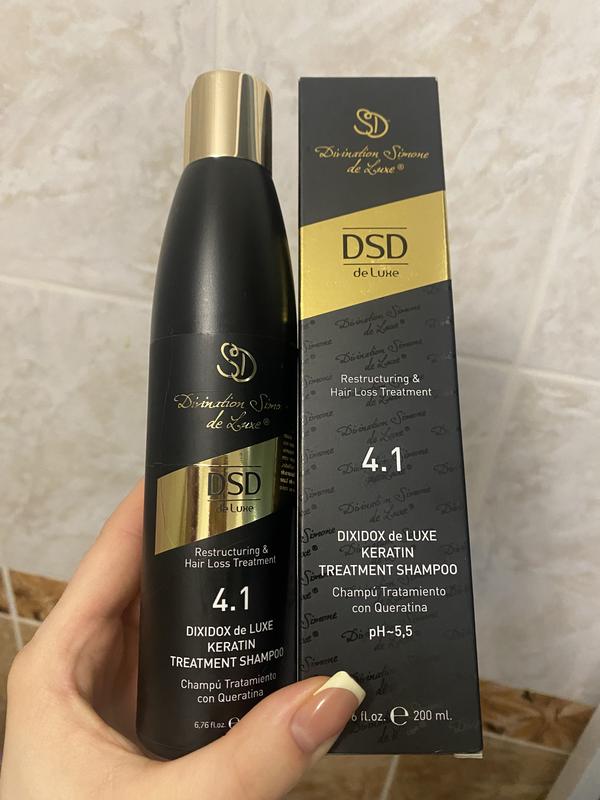 SD
Divination Simone
de Luxe®
DSD
de Luxe
Restructuring &
Hair Loss Treatment
4.1
DIXIDOX de LUXE
KERATIN
TREATMENT SHAMPOO
Champú Tratamiento
con Queratina
6,76 fl.oz. e
SD
Divination Simone
de Luxe®
DSD
de Luxe
Restructuring &
Hair Loss Treatment
4.1
DIXIDOX de LUXE
KERATIN
TREATMENT SHAMPOO
Champú Tratamiento
con Queratina
pH~5,5
6 fl.oz. e 200 ml.